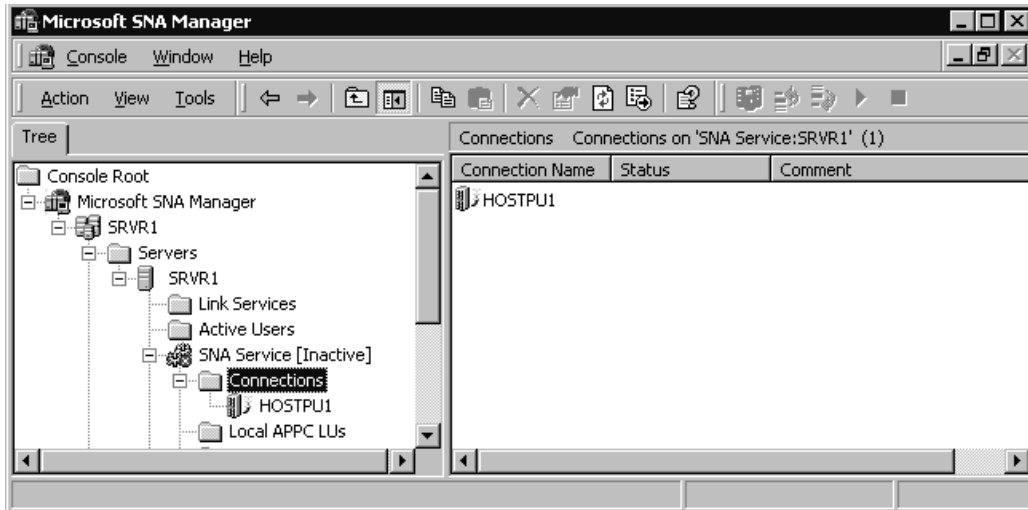 Microsoft SNA Manager
Console Window Help
Action View Tools
Tree
Connections Connections on 'SNA Service:SRVR1' (1)
Console Root
Microsoft SNA Manager
SRVR1
Servers
SRVR1
Link Services
Active Users
SNA Service [Inactive]
Connections
HOSTPU1
Local APPC LUs
Connection Name Status Comment
HOSTPU1